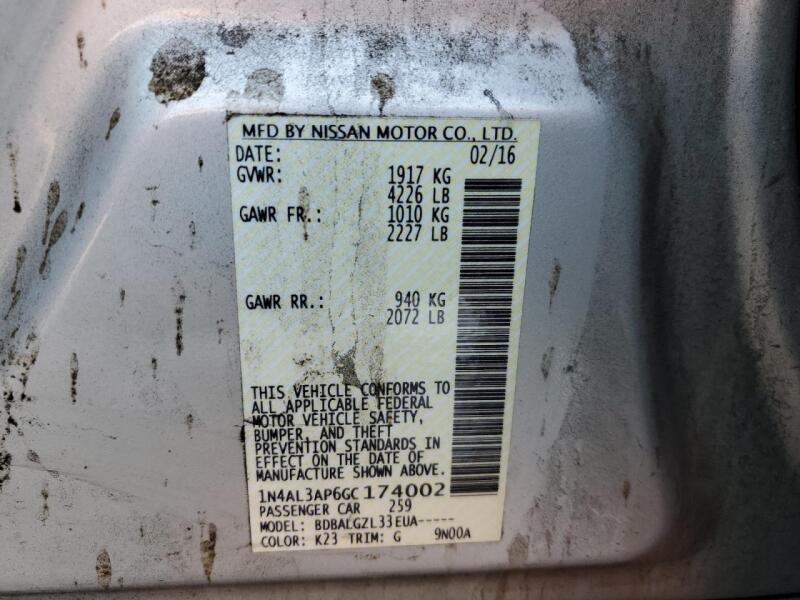 MFD BY NISSAN MOTOR CO., LTD.
DATE: 02/16
GVWR: 1917 KG
4226 LB
GAWR FR.: 1010 KG
2227 LB
GAWR RR.: 940 KG
2072 LB
THIS VEHICLE CONFORMS TO
ALL APPLICABLE FEDERAL
MOTOR VEHICLE SAFETY,
BUMPER, AND THEFT
PREVENTION STANDARDS IN
EFFECT ON THE DATE OF
MANUFACTURE SHOWN ABOVE.
1N4AL3AP6GC174002
PASSENGER CAR 259
MODEL: BDBALGZL33EUA-----
COLOR: K23 TRIM: G 9N00A